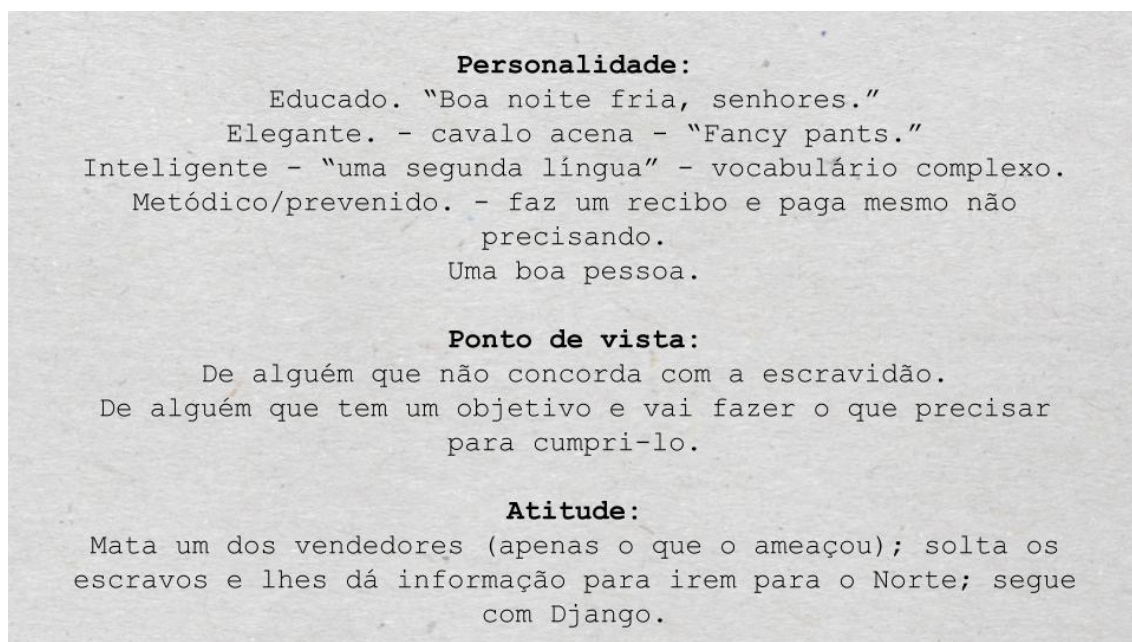 Personalidade:
Educado. “Boa noite fria, senhores.”
Elegante. - cavalo acena - “Fancy pants.”
Inteligente - “uma segunda língua” - vocabulário complexo.
Metódico/prevenido. - faz um recibo e paga mesmo não
precisando.
Uma boa pessoa.
Ponto de vista:
De alguém que não concorda com a escravidão.
De alguém que tem um objetivo e vai fazer o que precisar
para cumpri-lo.
Atitude:
Mata um dos vendedores (apenas o que o ameaçou); solta os
escravos e lhes dá informação para irem para o Norte; segue
com Django.